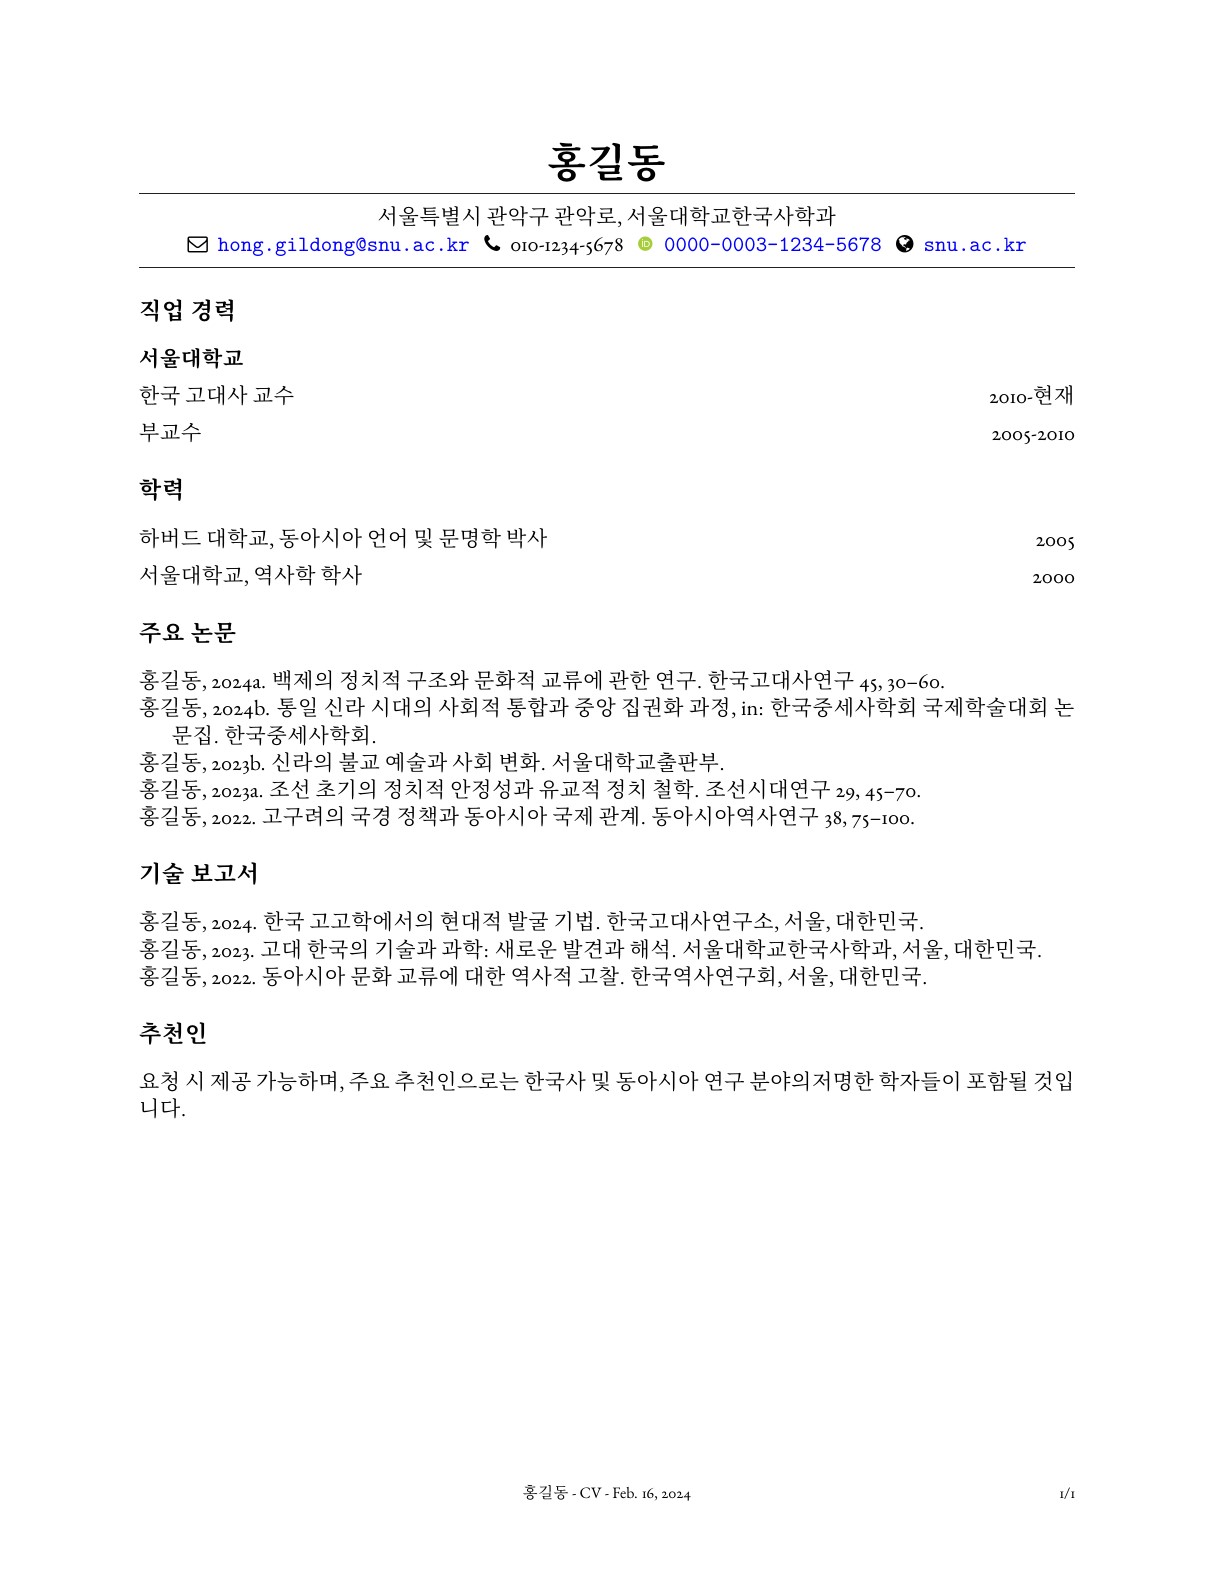 홍길동
서울특별시 관악구 관악로, 서울대학교한국사학과
hong.gildong@snu.ac.kr 010-1234-5678 0000-0003-1234-5678 snu.ac.kr
직업 경력
서울대학교
한국 고대사 교수 2010-현재
부교수 2005-2010
학력
하버드 대학교, 동아시아 언어 및 문명학 박사 2005
서울대학교, 역사학 학사 2000
주요 논문
홍길동, 2024a. 백제의 정치적 구조와 문화적 교류에 관한 연구. 한국고대사연구 45, 30–60.
홍길동, 2024b. 통일 신라 시대의 사회적 통합과 중앙 집권화 과정, in: 한국중세사학회 국제학술대회 논
문집. 한국중세사학회.
홍길동, 2023b. 신라의 불교 예술과 사회 변화. 서울대학교출판부.
홍길동, 2023a. 조선 초기의 정치적 안정성과 유교적 정치 철학. 조선시대연구 29, 45–70.
홍길동, 2022. 고구려의 국경 정책과 동아시아 국제 관계. 동아시아역사연구 38, 75–100.
기술 보고서
홍길동, 2024. 한국 고고학에서의 현대적 발굴 기법. 한국고대사연구소, 서울, 대한민국.
홍길동, 2023. 고대 한국의 기술과 과학: 새로운 발견과 해석. 서울대학교한국사학과, 서울, 대한민국.
홍길동, 2022. 동아시아 문화 교류에 대한 역사적 고찰. 한국역사연구회, 서울, 대한민국.
추천인
요청 시 제공 가능하며, 주요 추천인으로는 한국사 및 동아시아 연구 분야의저명한 학자들이 포함될 것입
니다.
홍길동 - CV - Feb. 16, 2024 1/1